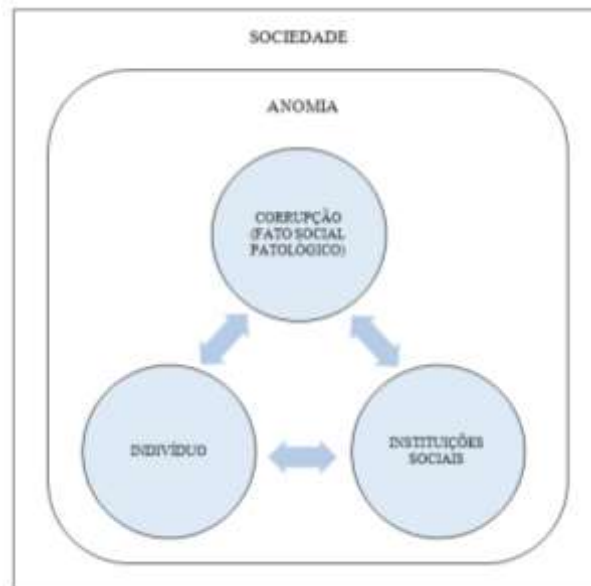 SOCIEDADE
ANOMIA
CORRUPÇÃO
(FATO SOCIAL
PATOLÓGICO)
INDIVÍDUO
INSTITUIÇÕES
SOCIAIS